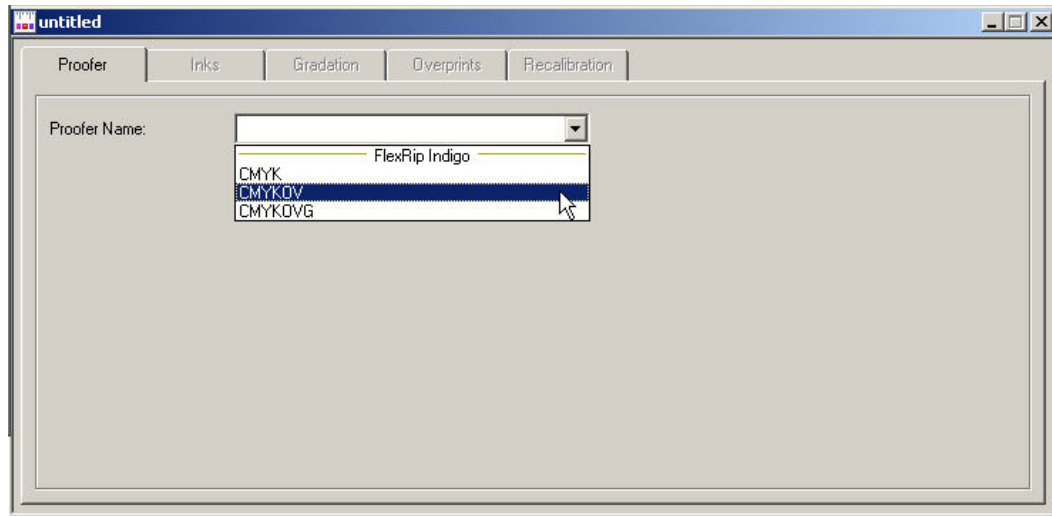 untitled
Proofer Inks Gradation Overprints Recalibration
Proofer Name:
FlexRip Indigo
CMYK
CMYKOV
CMYKOVG